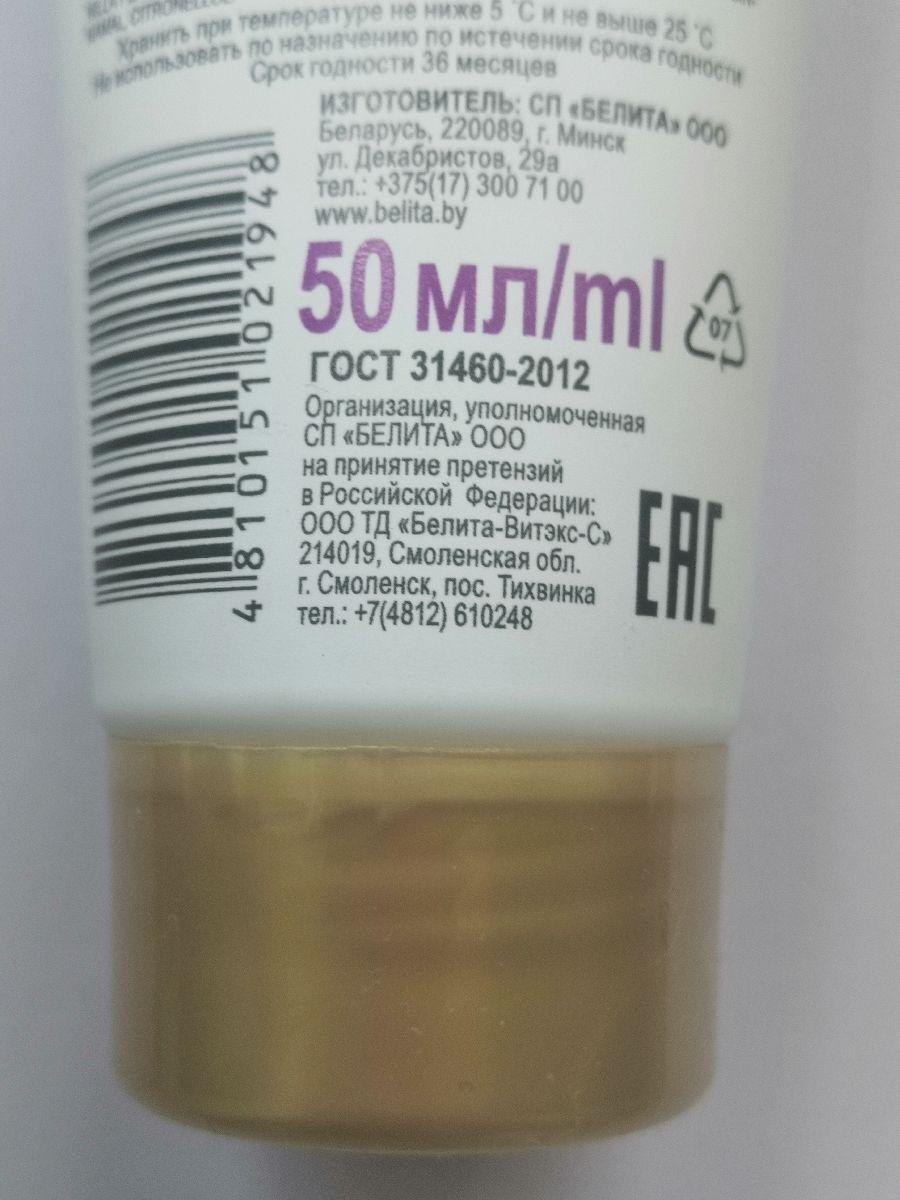 CITRONELLOL
Хранить при температуре не ниже 5 °С и не выше 25 °С
Не использовать по назначению по истечении срока годности
Срок годности 36 месяцев
ИЗГОТОВИТЕЛЬ: СП «БЕЛИТА» ООО
Беларусь, 220089, г. Минск
ул. Декабристов, 29а
тел.: +375(17) 300 71 00
www.belita.by
4810151021948
50 мл/ml
07
ГОСТ 31460-2012
Организация, уполномоченная
СП «БЕЛИТА» ООО
на принятие претензий
в Российской Федерации:
ООО ТД «Белита-Витэкс-С»
214019, Смоленская обл.
г. Смоленск, пос. Тихвинка
тел.: +7(4812) 610248
EAC